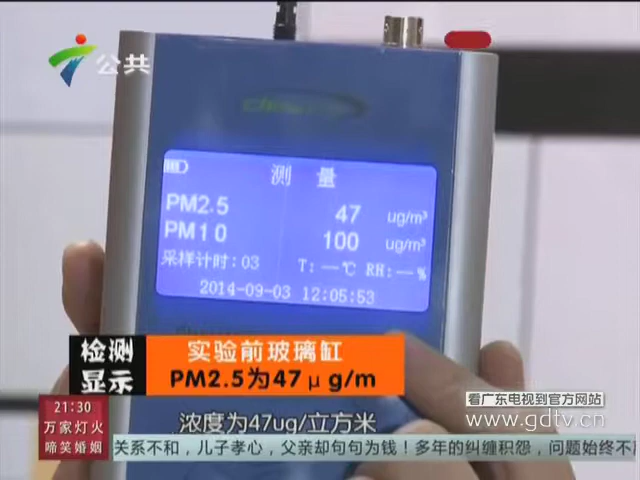 公共
测 量
PM2.5 47 ug/m³
PM10 100 ug/m³
采样计时:03 T:--℃ RH:--%
2014-09-03 12:05:53
检测显示
实验前玻璃缸
PM2.5为47μg/m
浓度为47ug/立方米
看广东电视到官方网站
www.gdtv.cn
21:30
万家灯火
啼笑婚姻
关系不和，儿子孝心，父亲却句句为钱！多年的纠缠积怨，问题始终不